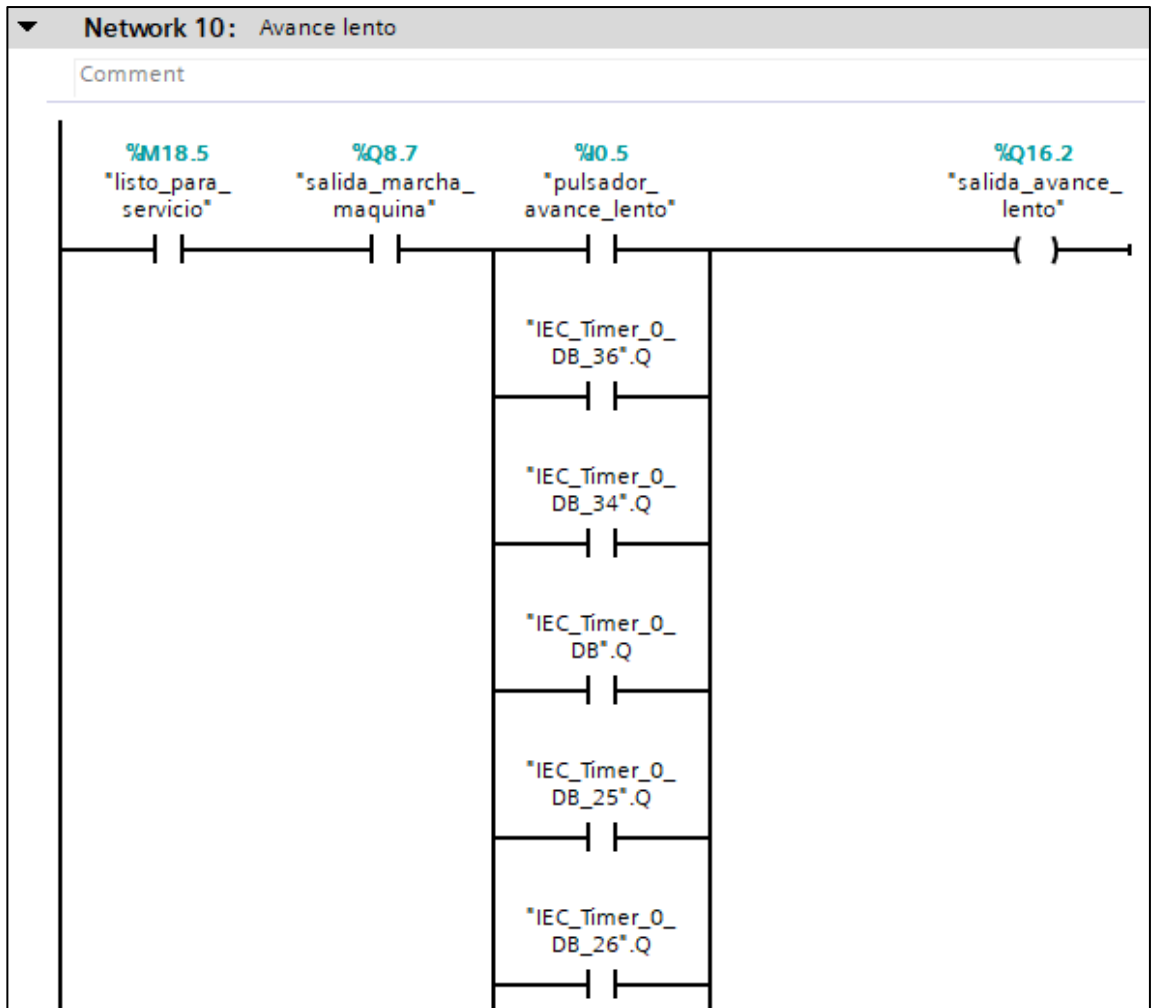 Network 10: Avance lento
Comment
%M18.5 %Q8.7 %I0.5 %Q16.2
"listo_para_ "salida_marcha_ "pulsador_ "salida_avance_
servicio" maquina" avance_lento" lento"
"IEC_Timer_0_
DB_36".Q
"IEC_Timer_0_
DB_34".Q
"IEC_Timer_0_
DB".Q
"IEC_Timer_0_
DB_25".Q
"IEC_Timer_0_
DB_26".Q